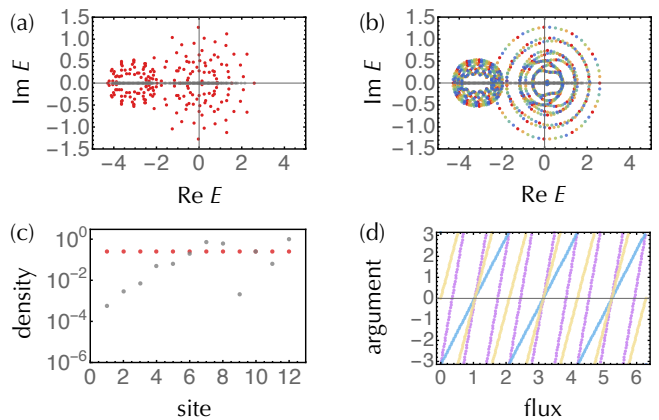 (a)
1.5
1.0
0.5
0.0
−0.5
−1.0
−1.5
Im E
−4 −2 0 2 4
Re E
(b)
1.5
1.0
0.5
0.0
−0.5
−1.0
−1.5
Im E
−4 −2 0 2 4
Re E
(c)
10^0
10^-2
10^-4
10^-6
density
0 2 4 6 8 10 12
site
(d)
3
2
1
0
−1
−2
−3
argument
0 1 2 3 4 5 6
flux